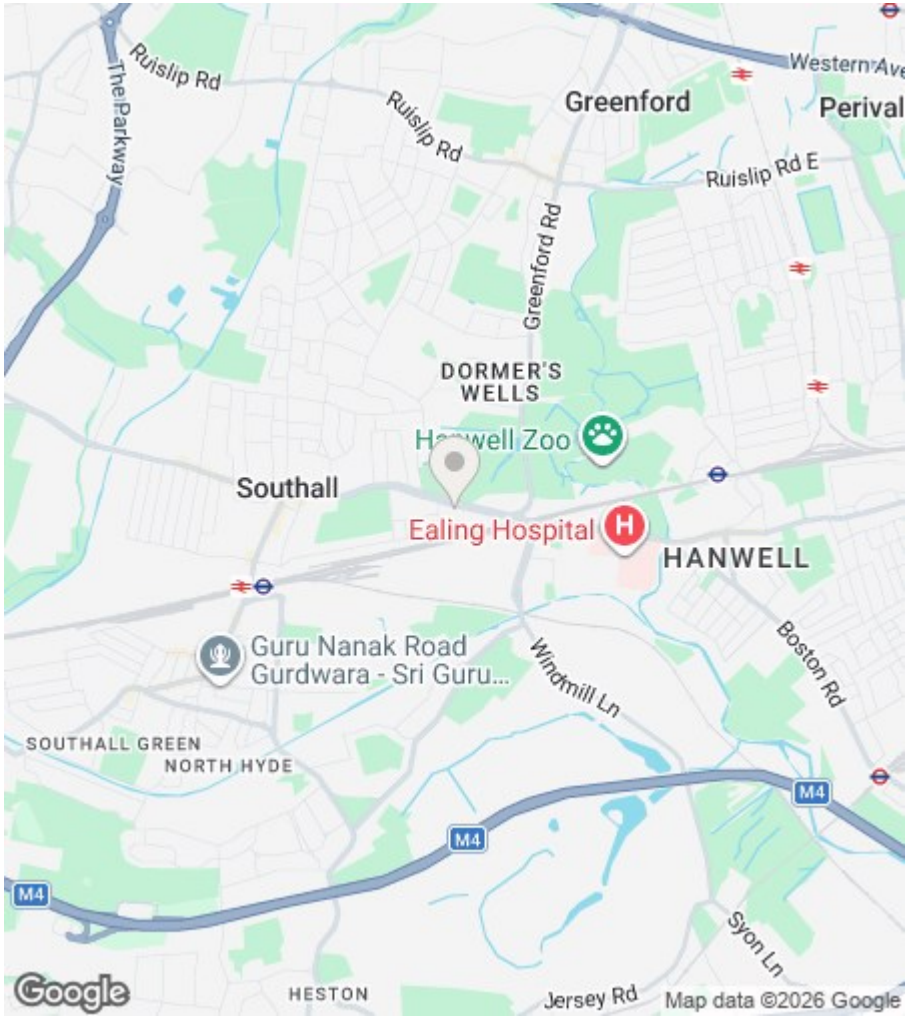 Ruislip Rd
The Parkway
Greenford
Western Ave
Perival
Ruislip Rd
Ruislip Rd E
Greenford Rd
DORMER'S
WELLS
Hanwell Zoo
Southall
Ealing Hospital
H
HANWELL
Guru Nanak Road
Gurdwara - Sri Guru...
Windmill Ln
Boston Rd
SOUTHALL GREEN
NORTH HYDE
M4
M4
M4
Syon Ln
Google
HESTON
Jersey Rd
Map data ©2026 Google